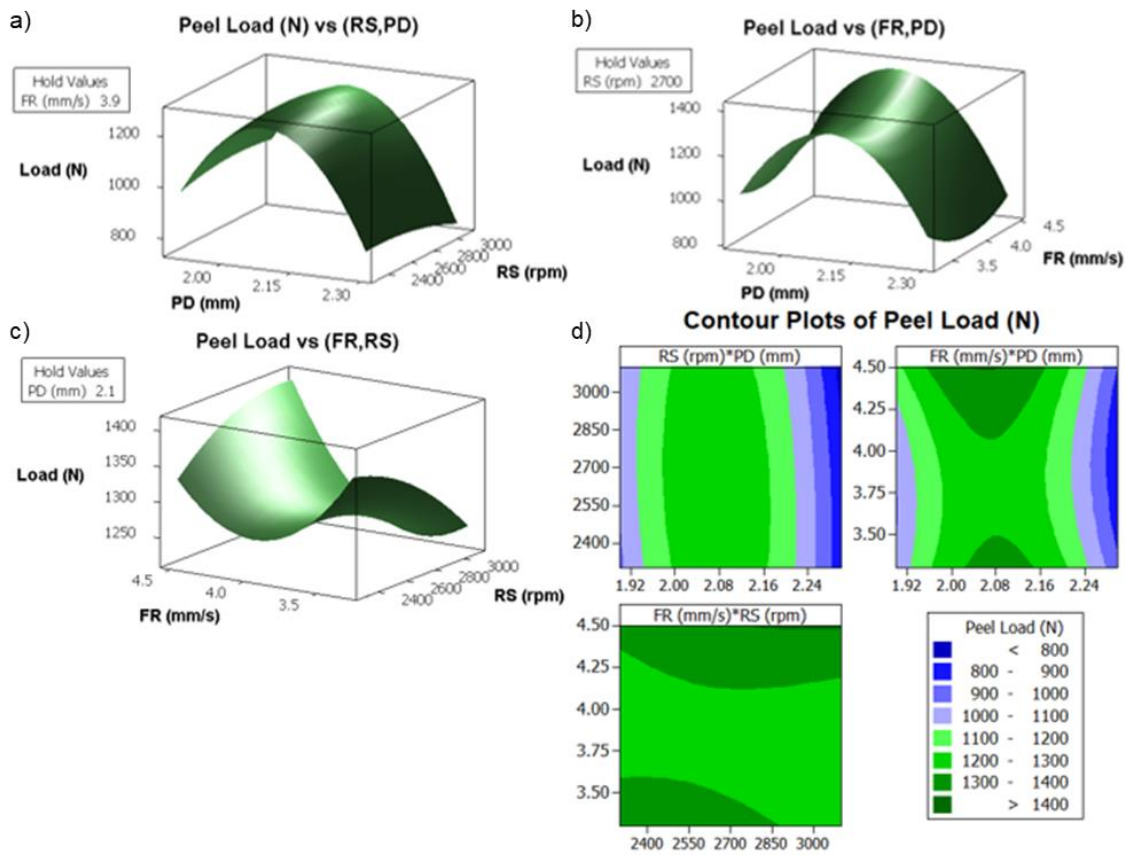 a)
Peel Load (N) vs (RS,PD)
Hold Values
FR (mm/s) 3.9
1200
1000
800
Load (N)
2.00
2.15
2.30
PD (mm)
2400
2600
2800
3000
RS (rpm)
b)
Peel Load vs (FR,PD)
Hold Values
RS (rpm) 2700
1400
1200
1000
800
Load (N)
2.00
2.15
2.30
PD (mm)
3.5
4.0
4.5
FR (mm/s)
c)
Peel Load vs (FR,RS)
Hold Values
PD (mm) 2.1
1400
1350
1300
1250
Load (N)
4.5
4.0
3.5
FR (mm/s)
2400
2600
2800
3000
RS (rpm)
d)
Contour Plots of Peel Load (N)
RS (rpm)*PD (mm)
3000
2850
2700
2550
2400
1.92 2.00 2.08 2.16 2.24
FR (mm/s)*PD (mm)
4.50
4.25
4.00
3.75
3.50
1.92 2.00 2.08 2.16 2.24
FR (mm/s)*RS (rpm)
4.50
4.25
4.00
3.75
3.50
2400 2550 2700 2850 3000
Peel Load (N)
< 800
800 - 900
900 - 1000
1000 - 1100
1100 - 1200
1200 - 1300
1300 - 1400
> 1400